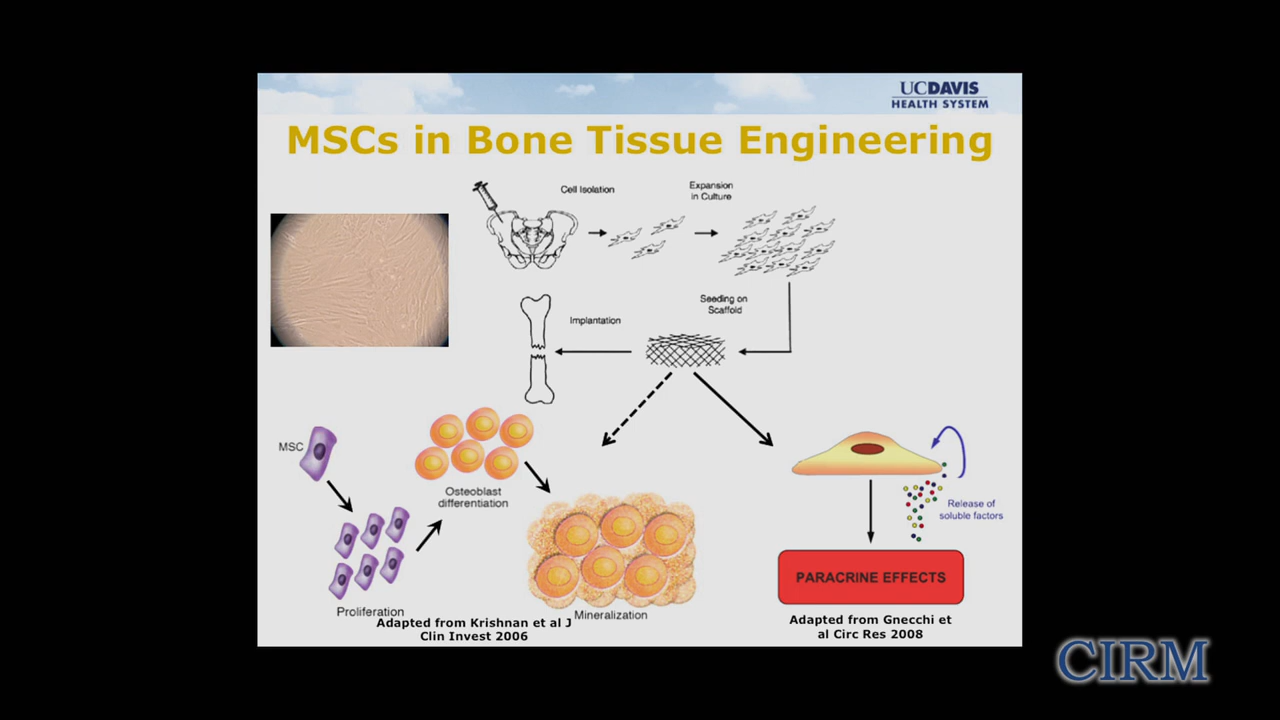 UCDAVIS
HEALTH SYSTEM
MSCs in Bone Tissue Engineering
Cell Isolation
Expansion
in Culture
Seeding on
Scaffold
Implantation
MSC
Osteoblast
differentiation
Proliferation
Mineralization
Adapted from Krishnan et al J
Clin Invest 2006
Release of
soluble factors
PARACRINE EFFECTS
Adapted from Gnecchi et
al Circ Res 2008
CIRM